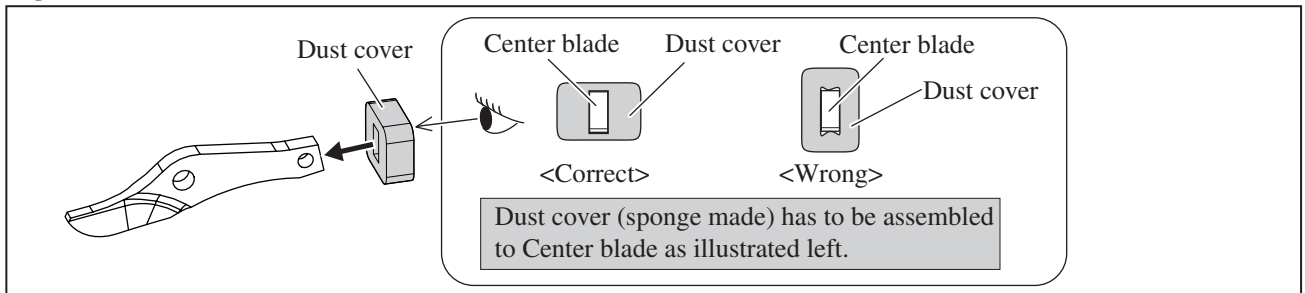 Dust cover
Center blade
Dust cover
Center blade
Dust cover
<Correct>
<Wrong>
Dust cover (sponge made) has to be assembled
to Center blade as illustrated left.